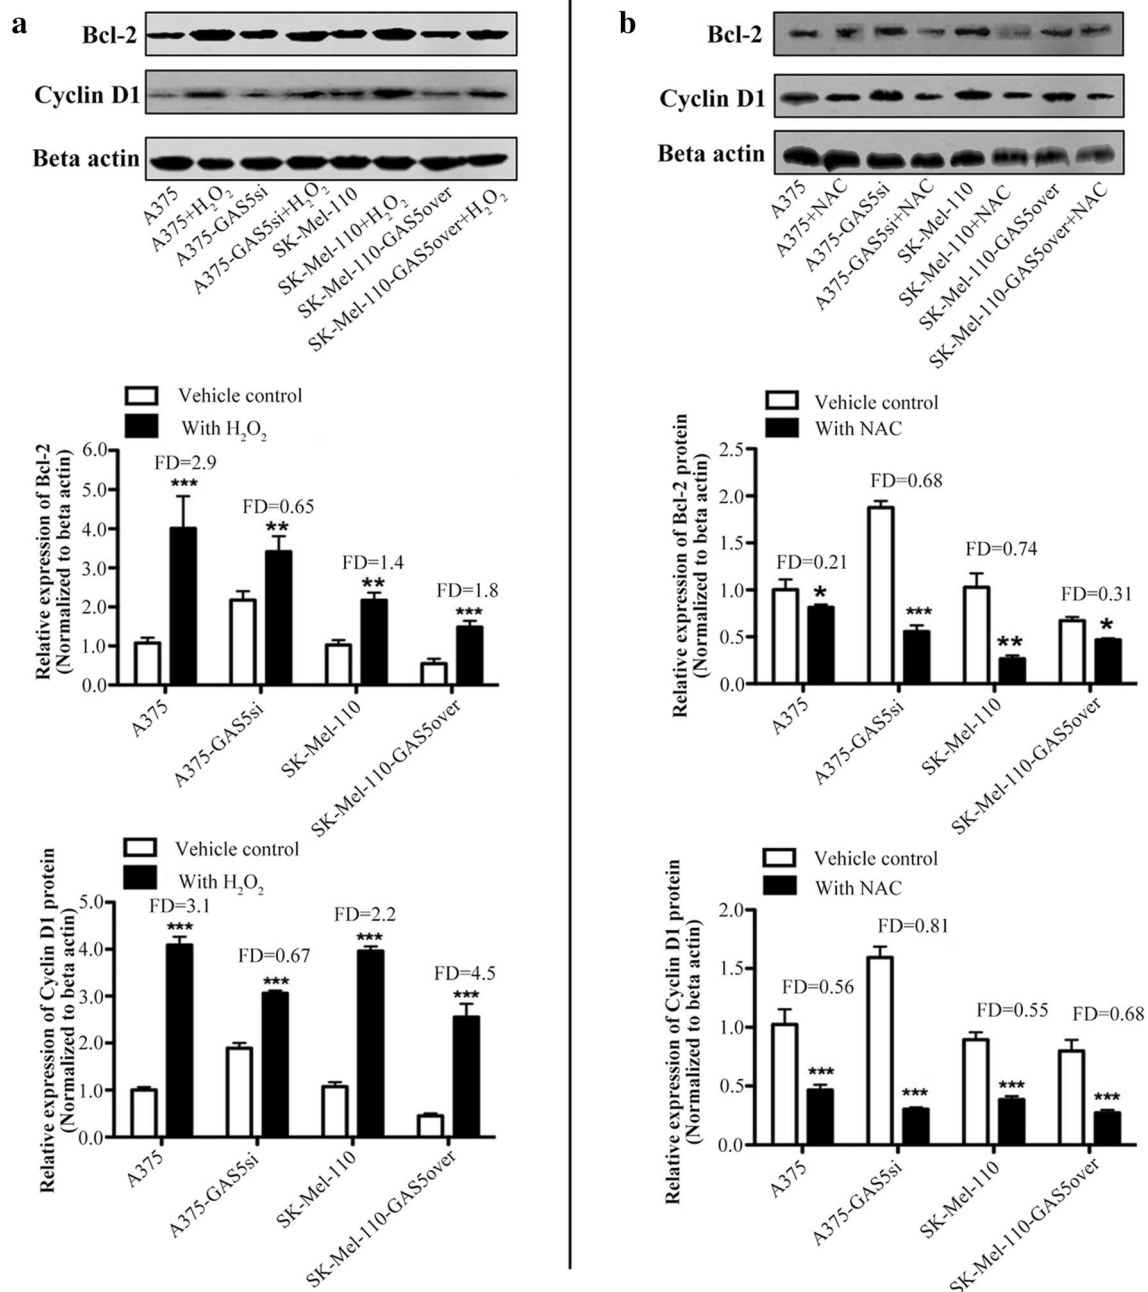 a
Bcl-2
Cyclin D1
Beta actin
A375
A375+H2O2
A375-GAS5si
A375-GAS5si+H2O2
SK-Mel-110
SK-Mel-110+H2O2
SK-Mel-110-GAS5over
SK-Mel-110-GAS5over+H2O2
Vehicle control
With H2O2
Relative expression of Bcl-2
(Normalized to beta actin)
6.0
5.0
4.0
3.0
2.0
1.0
0.0
FD=2.9
***
FD=0.65
**
FD=1.4
**
FD=1.8
***
A375
A375-GAS5si
SK-Mel-110
SK-Mel-110-GAS5over
Vehicle control
With H2O2
Relative expression of Cyclin D1 protein
(Normalized to beta actin)
5.0
4.0
3.0
2.0
1.0
0.0
FD=3.1
***
FD=0.67
***
FD=2.2
***
FD=4.5
***
A375
A375-GAS5si
SK-Mel-110
SK-Mel-110-GAS5over
b
Bcl-2
Cyclin D1
Beta actin
A375
A375+NAC
A375-GAS5si
A375-GAS5si+NAC
SK-Mel-110
SK-Mel-110+NAC
SK-Mel-110-GAS5over
SK-Mel-110-GAS5over+NAC
Vehicle control
With NAC
Relative expression of Bcl-2 protein
(Normalized to beta actin)
2.5
2.0
1.5
1.0
0.5
0.0
FD=0.21
*
FD=0.68
***
FD=0.74
**
FD=0.31
*
A375
A375-GAS5si
SK-Mel-110
SK-Mel-110-GAS5over
Vehicle control
With NAC
Relative expression of Cyclin D1 protein
(Normalized to beta actin)
2.0
1.5
1.0
0.5
0.0
FD=0.56
***
FD=0.81
***
FD=0.55
***
FD=0.68
***
A375
A375-GAS5si
SK-Mel-110
SK-Mel-110-GAS5over